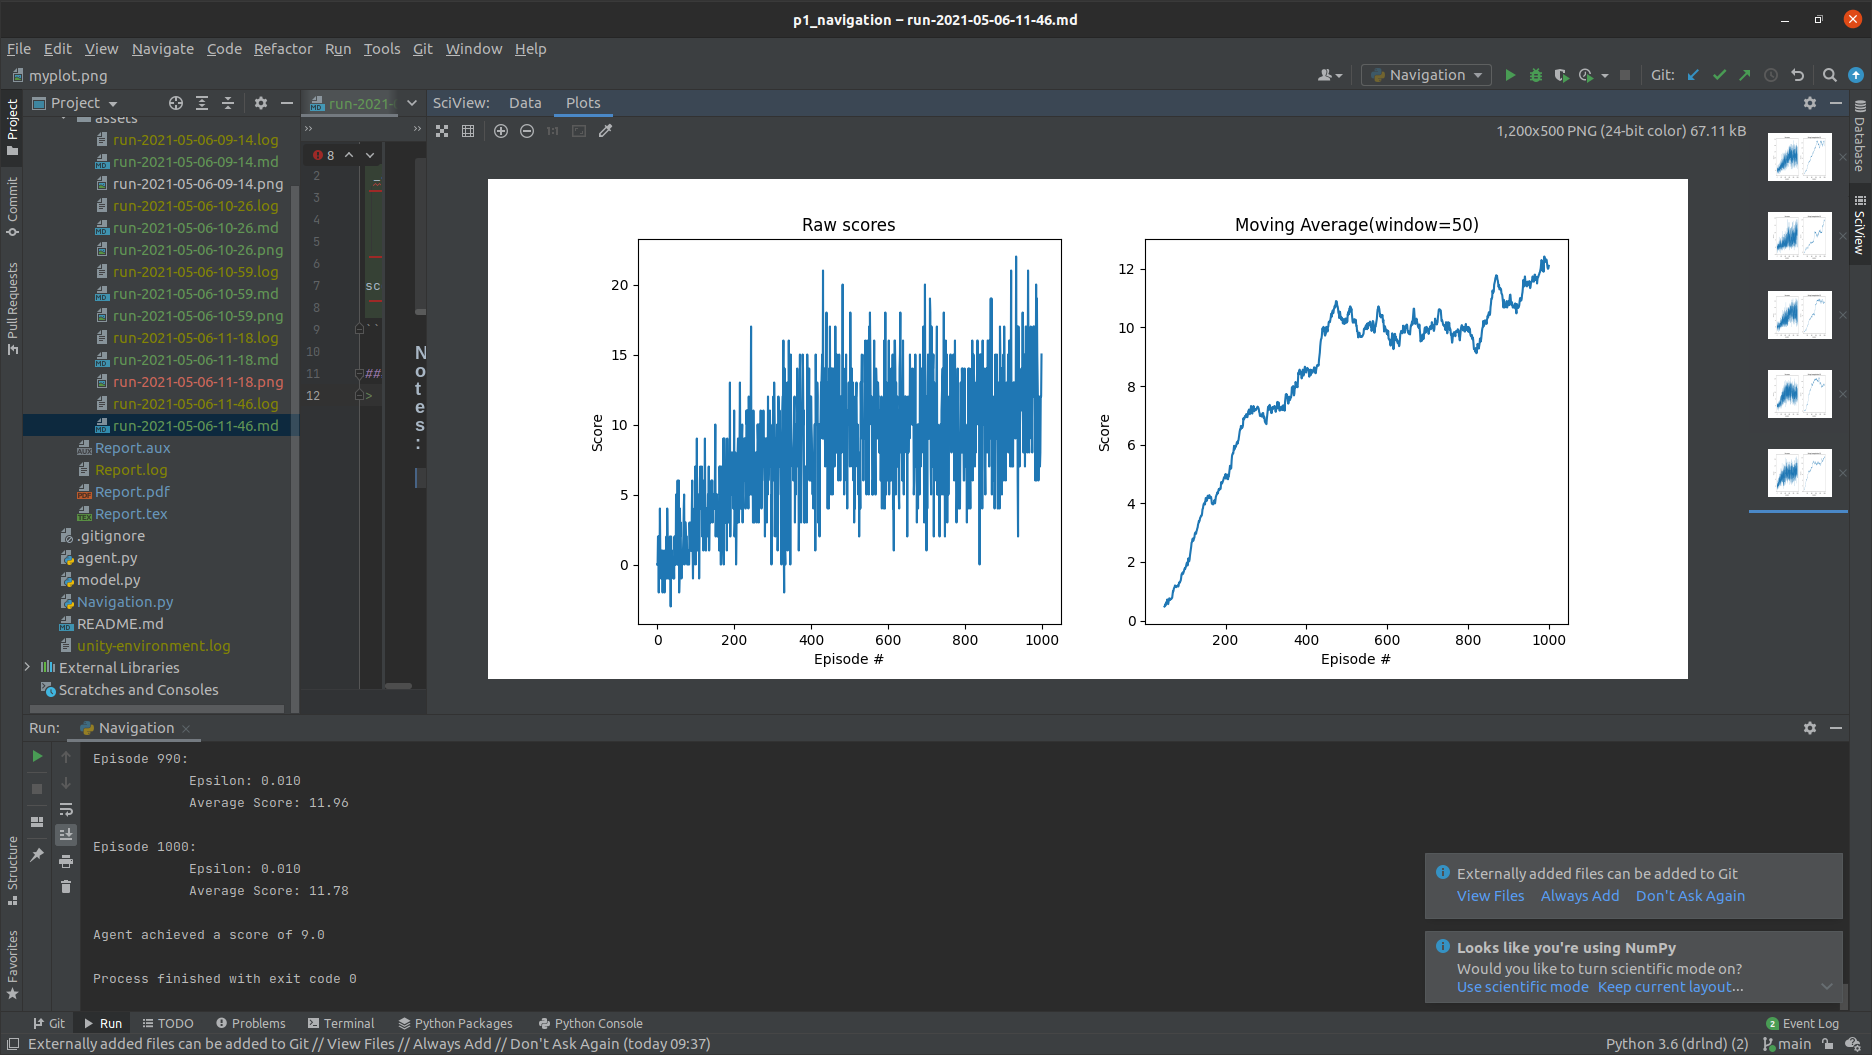 p1_navigation – run-2021-05-06-11-46.md
File Edit View Navigate Code Refactor Run Tools Git Window Help
myplot.png
Navigation
Git:
Project
run-2021-
SciView: Data Plots
1,200x500 PNG (24-bit color) 67.11 kB
Project
Commit
Pull Requests
Structure
Favorites
Database
SciView
assets
run-2021-05-06-09-14.log
run-2021-05-06-09-14.md
run-2021-05-06-09-14.png
run-2021-05-06-10-26.log
run-2021-05-06-10-26.md
run-2021-05-06-10-26.png
run-2021-05-06-10-59.log
run-2021-05-06-10-59.md
run-2021-05-06-10-59.png
run-2021-05-06-11-18.log
run-2021-05-06-11-18.md
run-2021-05-06-11-18.png
run-2021-05-06-11-46.log
run-2021-05-06-11-46.md
Report.aux
Report.log
Report.pdf
Report.tex
.gitignore
agent.py
model.py
Navigation.py
README.md
unity-environment.log
External Libraries
Scratches and Consoles
8
2
3
4
5
6
7 sc
8
9 ``
10
11 ##
12 >
Notes:
Raw scores
Score
20
15
10
5
0
0 200 400 600 800 1000
Episode #
Moving Average(window=50)
Score
12
10
8
6
4
2
0
200 400 600 800 1000
Episode #
Run: Navigation
Episode 990:
Epsilon: 0.010
Average Score: 11.96
Episode 1000:
Epsilon: 0.010
Average Score: 11.78
Agent achieved a score of 9.0
Process finished with exit code 0
Externally added files can be added to Git
View Files Always Add Don't Ask Again
Looks like you're using NumPy
Would you like to turn scientific mode on?
Use scientific mode Keep current layout...
Git Run TODO Problems Terminal Python Packages Python Console
2 Event Log
Externally added files can be added to Git // View Files // Always Add // Don't Ask Again (today 09:37)
Python 3.6 (drlnd) (2) main